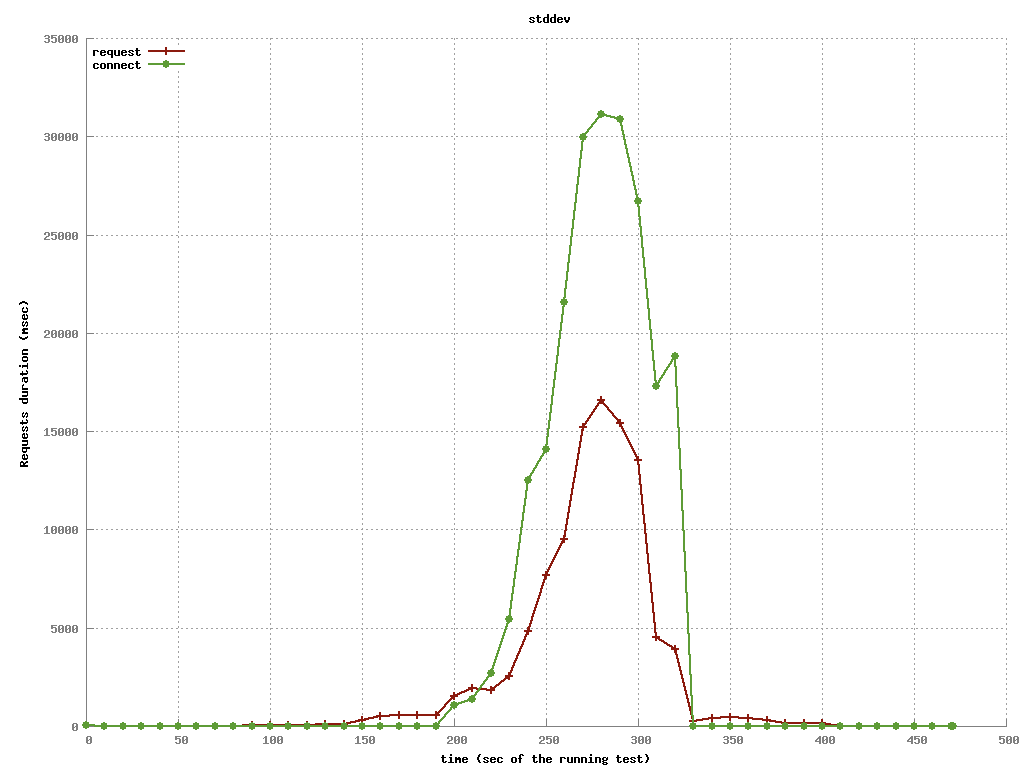 stddev
35000
request
connect
30000
25000
20000
Requests duration (msec)
15000
10000
5000
0
0 50 100 150 200 250 300 350 400 450 500
time (sec of the running test)